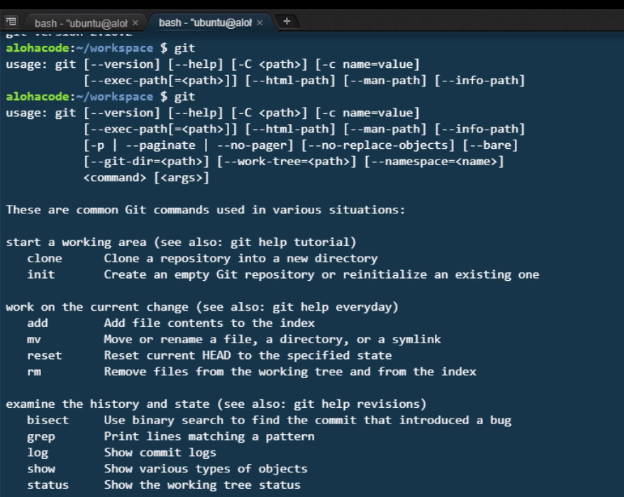 bash - "ubuntu@aloh × bash - "ubuntu@alol × +
git version 2.10.2
alohacode:~/workspace $ git
usage: git [--version] [--help] [-C <path>] [-c name=value]
           [--exec-path[=<path>]] [--html-path] [--man-path] [--info-path]
alohacode:~/workspace $ git
usage: git [--version] [--help] [-C <path>] [-c name=value]
           [--exec-path[=<path>]] [--html-path] [--man-path] [--info-path]
           [-p | --paginate | --no-pager] [--no-replace-objects] [--bare]
           [--git-dir=<path>] [--work-tree=<path>] [--namespace=<name>]
           <command> [<args>]

These are common Git commands used in various situations:

start a working area (see also: git help tutorial)
   clone      Clone a repository into a new directory
   init       Create an empty Git repository or reinitialize an existing one

work on the current change (see also: git help everyday)
   add        Add file contents to the index
   mv         Move or rename a file, a directory, or a symlink
   reset      Reset current HEAD to the specified state
   rm         Remove files from the working tree and from the index

examine the history and state (see also: git help revisions)
   bisect     Use binary search to find the commit that introduced a bug
   grep       Print lines matching a pattern
   log        Show commit logs
   show       Show various types of objects
   status     Show the working tree status